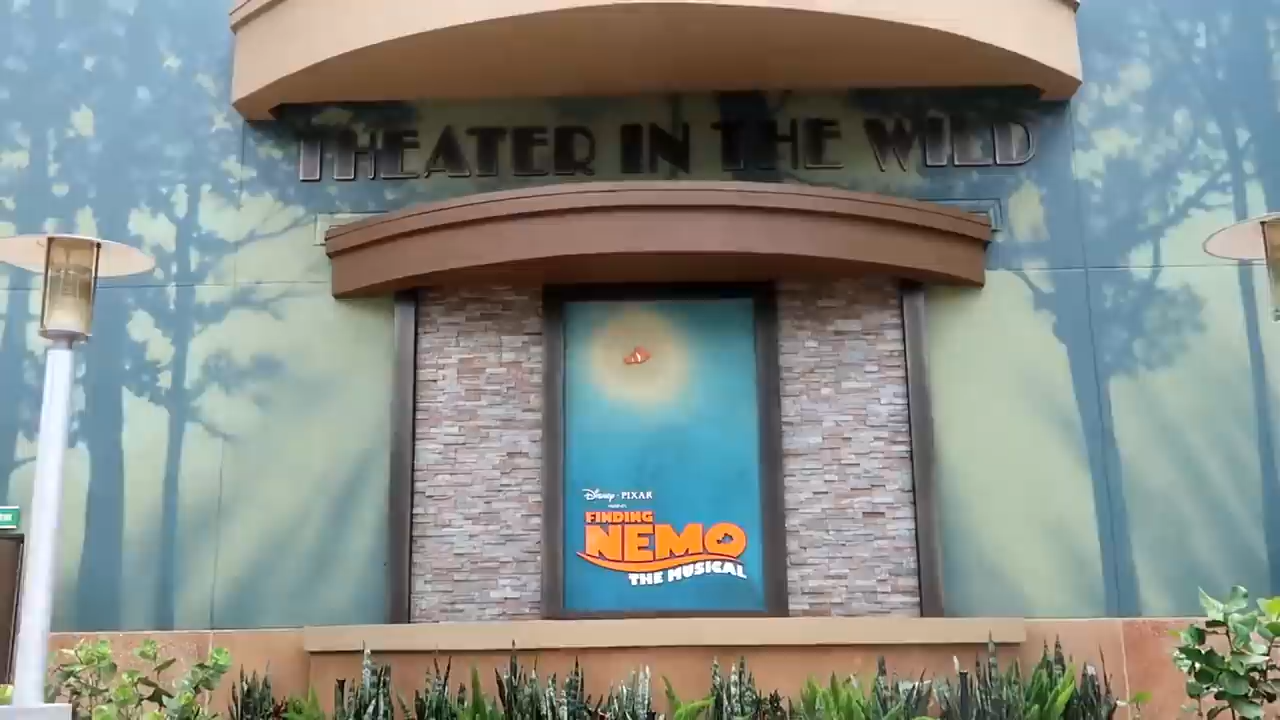 THEATER IN THE WILD
Disney · PIXAR
FINDING
NEMO
THE MUSICAL